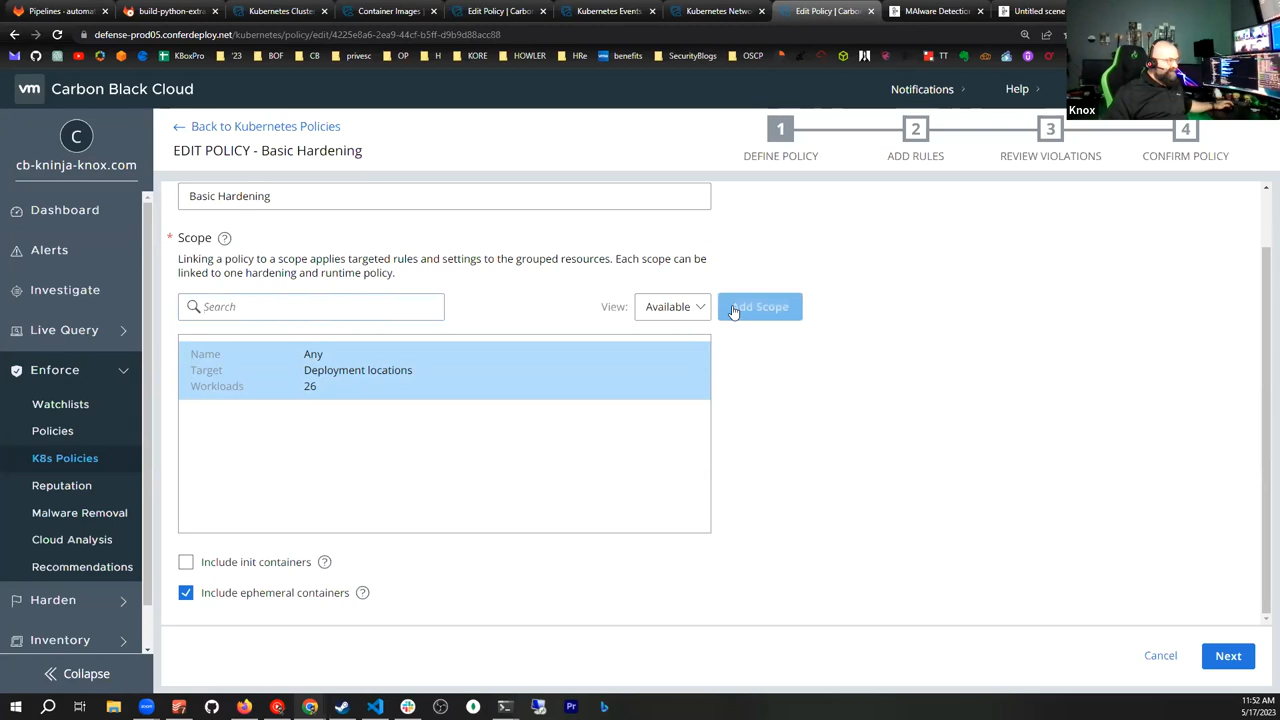 Pipelines - automat
build-python-extra
Kubernetes Cluste
Container Images |
Edit Policy | Carbo
Kubernetes Events
Kubernetes Netwo
Edit Policy | Carbo
MAlware Detectio
Untitled scene
defense-prod05.conferdeploy.net/kubernetes/policy/edit/4225e8a6-2ea9-44cf-b5ff-d9b9d88acc88
KBoxPro
'23
BOF
CB
privesc
OP
H
KORE
HOWLER
HRe
benefits
SecurityBlogs
OSCP
TT
vm Carbon Black Cloud
Notifications
Help
Knox
C
cb-kninja-knox.com
Dashboard
Alerts
Investigate
Live Query
Enforce
Watchlists
Policies
K8s Policies
Reputation
Malware Removal
Cloud Analysis
Recommendations
Harden
Inventory
Collapse
Back to Kubernetes Policies
EDIT POLICY - Basic Hardening
1 2 3 4
DEFINE POLICY ADD RULES REVIEW VIOLATIONS CONFIRM POLICY
Basic Hardening
* Scope ?
Linking a policy to a scope applies targeted rules and settings to the grouped resources. Each scope can be
linked to one hardening and runtime policy.
Search
View: Available
Add Scope
Name Any
Target Deployment locations
Workloads 26
Include init containers ?
Include ephemeral containers ?
Cancel
Next
11:52 AM
5/17/2023